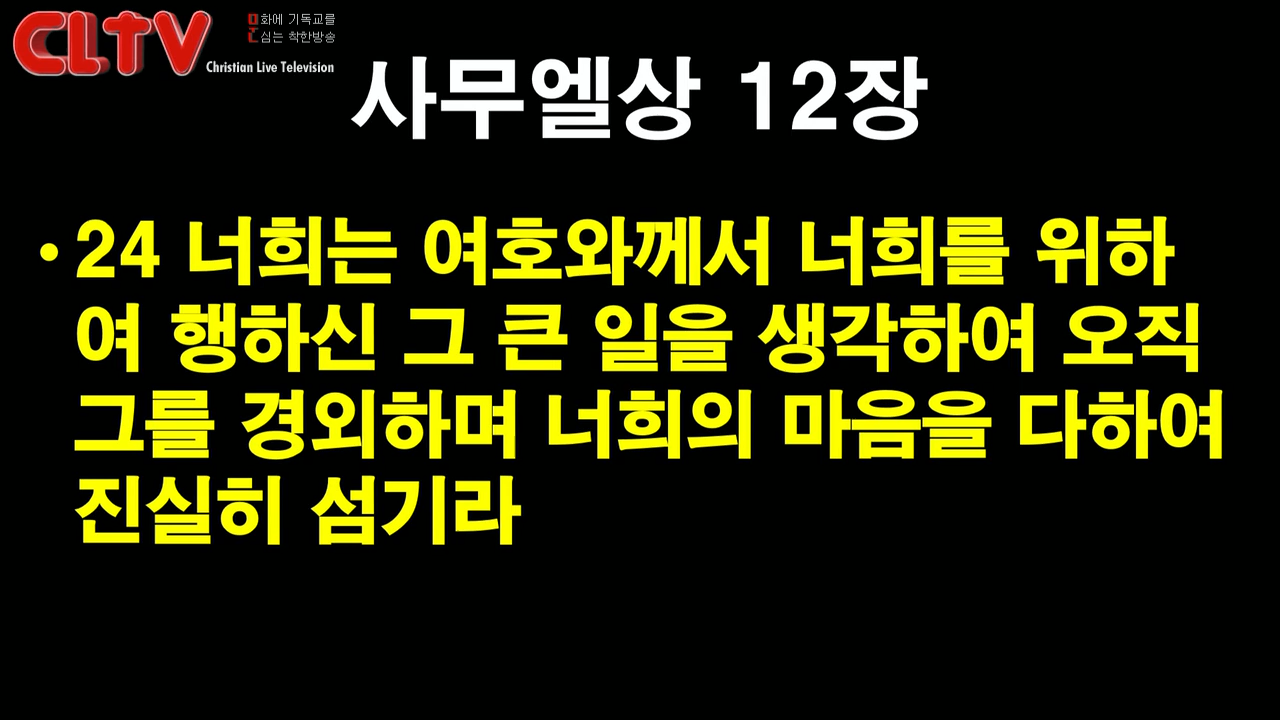 CLTV
문화에 기독교를
심는 착한방송
Christian Live Television
사무엘상 12장
• 24 너희는 여호와께서 너희를 위하
여 행하신 그 큰 일을 생각하여 오직
그를 경외하며 너희의 마음을 다하여
진실히 섬기라